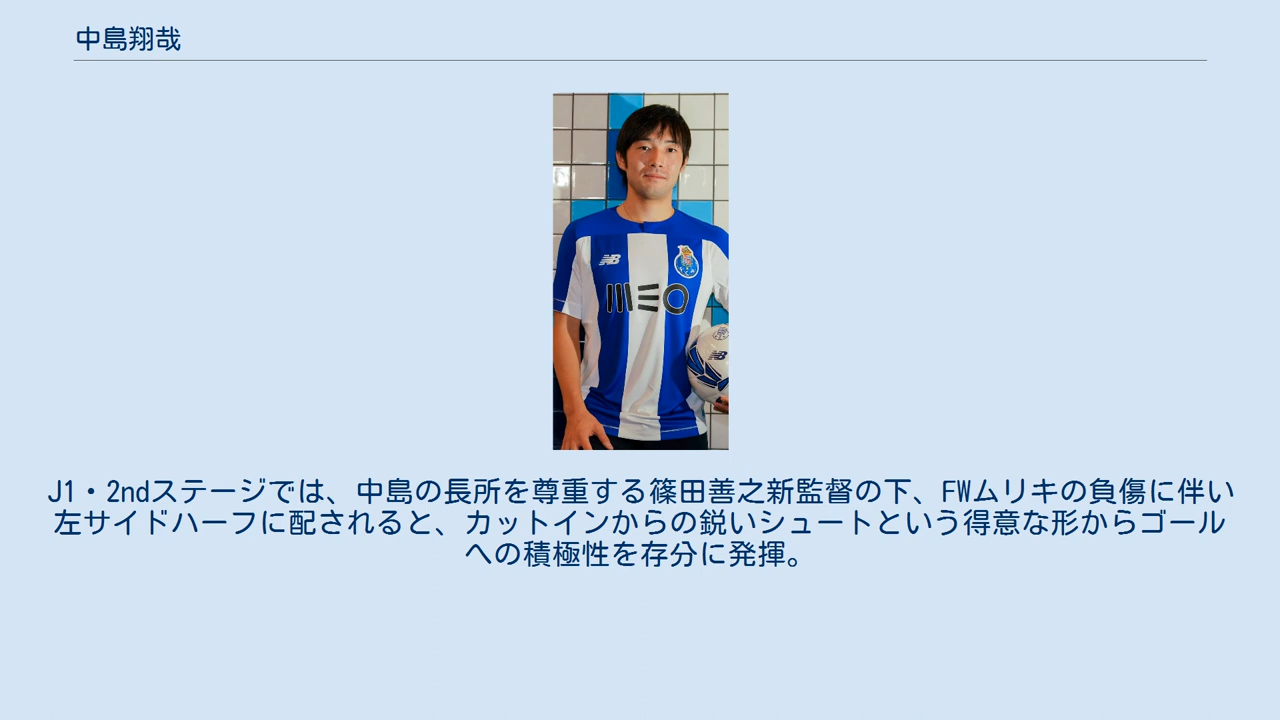 中島翔哉
NB
MEO
NB
J1・2ndステージでは、中島の長所を尊重する篠田善之新監督の下、FWムリキの負傷に伴い
左サイドハーフに配されると、カットインからの鋭いシュートという得意な形からゴール
への積極性を存分に発揮。